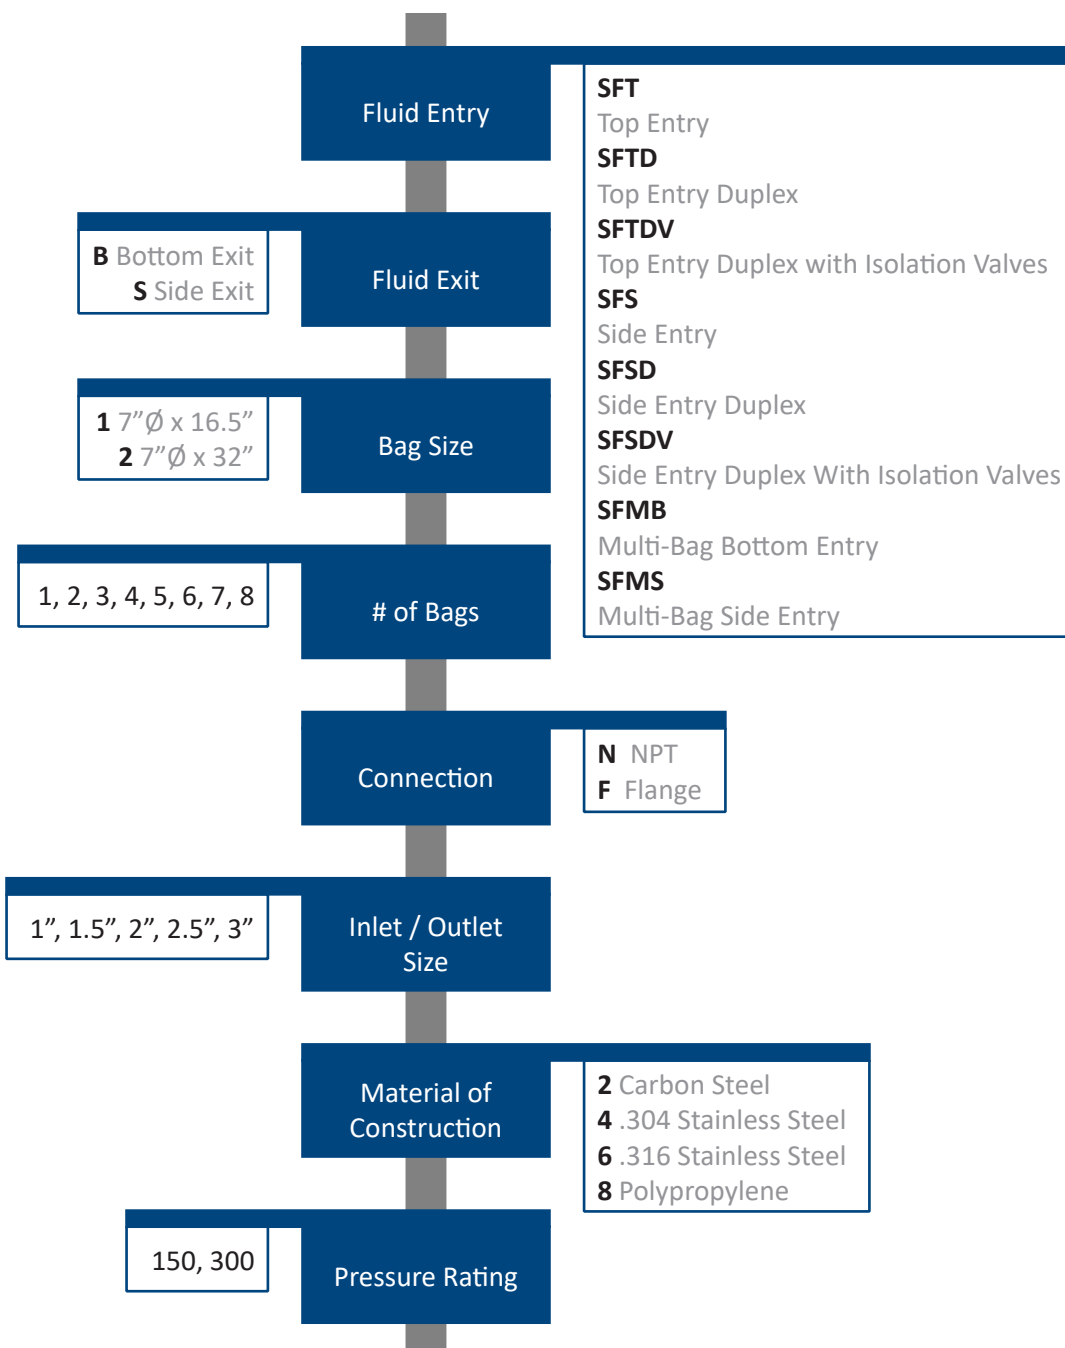 Fluid Entry
SFT
Top Entry
SFTD
Top Entry Duplex
SFTDV
Top Entry Duplex with Isolation Valves
SFS
Side Entry
SFSD
Side Entry Duplex
SFSDV
Side Entry Duplex With Isolation Valves
SFMB
Multi-Bag Bottom Entry
SFMS
Multi-Bag Side Entry
Fluid Exit
B Bottom Exit
S Side Exit
Bag Size
1 7”Ø x 16.5”
2 7”Ø x 32”
# of Bags
1, 2, 3, 4, 5, 6, 7, 8
Connection
N NPT
F Flange
Inlet / Outlet
Size
1”, 1.5”, 2”, 2.5”, 3”
Material of
Construction
2 Carbon Steel
4 .304 Stainless Steel
6 .316 Stainless Steel
8 Polypropylene
Pressure Rating
150, 300